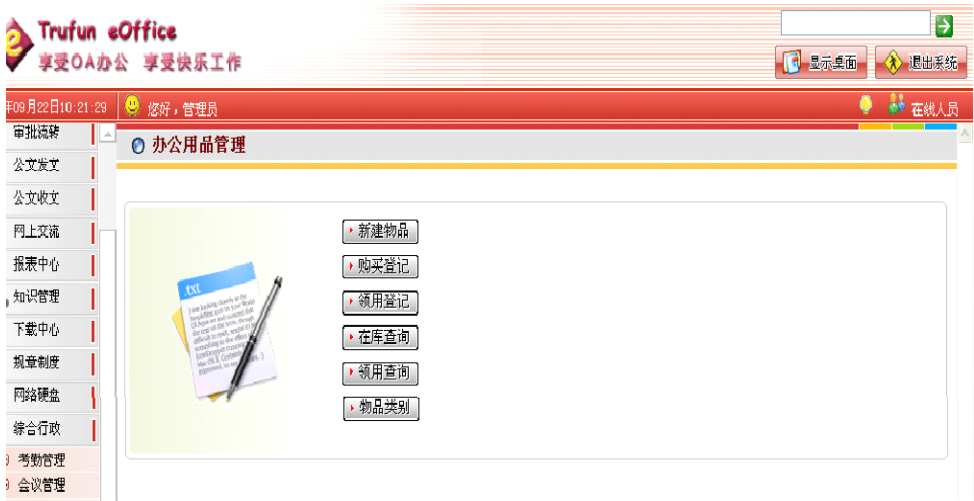 Trufun eOffice
享受OA办公 享受快乐工作
显示桌面
退出系统
年09月22日10:21:29
您好，管理员
在线人员
审批流转
公文发文
公文收文
网上交流
报表中心
知识管理
下载中心
规章制度
网络硬盘
综合行政
考勤管理
会议管理
办公用品管理
.txt
新建物品
购买登记
领用登记
在库查询
领用查询
物品类别